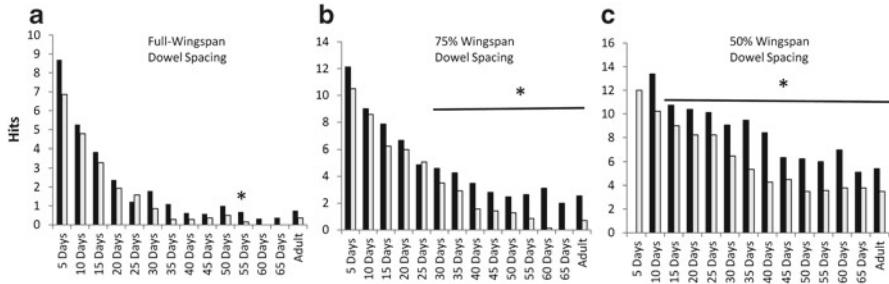 a
Full-Wingspan
Dowel Spacing
Hits
10
9
8
7
6
5
4
3
2
1
0
*
5 Days
10 Days
15 Days
20 Days
25 Days
30 Days
35 Days
40 Days
45 Days
50 Days
55 Days
60 Days
65 Days
Adult
b
75% Wingspan
Dowel Spacing
14
12
10
8
6
4
2
0
*
5 Days
10 Days
15 Days
20 Days
25 Days
30 Days
35 Days
40 Days
45 Days
50 Days
55 Days
60 Days
65 Days
Adult
c
50% Wingspan
Dowel Spacing
16
14
12
10
8
6
4
2
0
*
5 Days
10 Days
15 Days
20 Days
25 Days
30 Days
35 Days
40 Days
45 Days
50 Days
55 Days
60 Days
65 Days
Adult